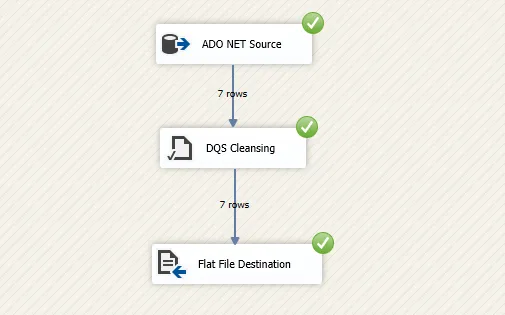 ADO NET Source
7 rows
DQS Cleansing
7 rows
Flat File Destination